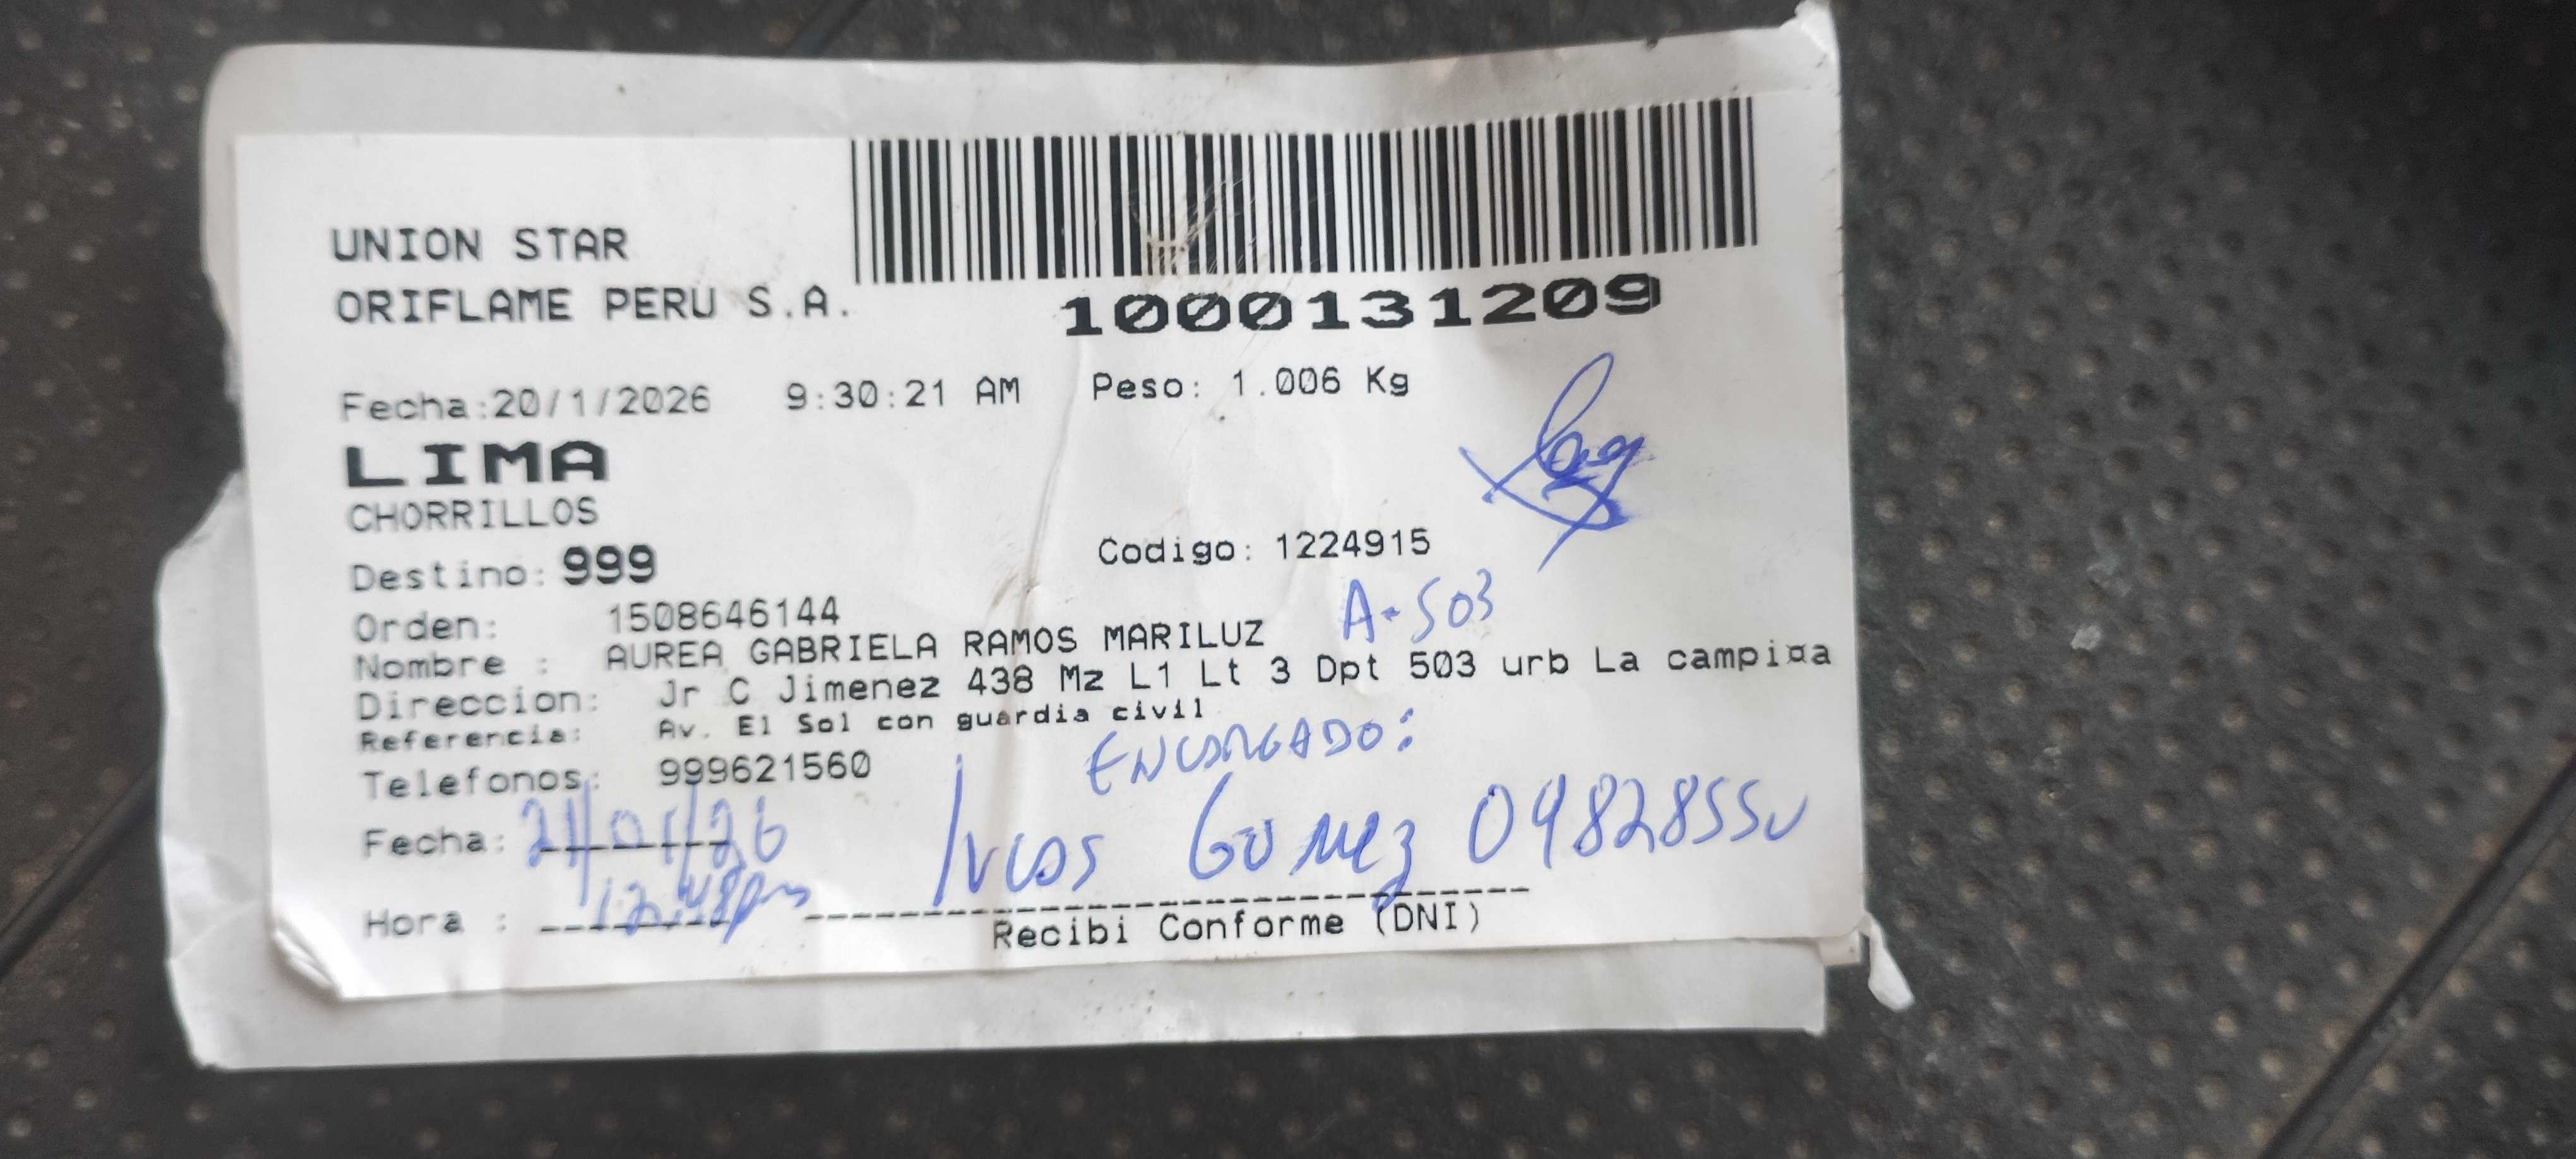 UNION STAR
ORIFLAME PERU S.A.
1000131209
Fecha:20/1/2026 9:30:21 AM Peso: 1.006 Kg
LIMA
CHORRILLOS
Destino: 999 Codigo: 1224915
Orden: 1508646144
A-503
Nombre : AUREA GABRIELA RAMOS MARILUZ
Direccion: Jr C Jimenez 438 Mz L1 Lt 3 Dpt 503 urb La campi¤a
Referencia: Av. El Sol con guardia civil
ENCARGADO:
Telefonos: 999621560
Fecha: 21/01/26 Gomez
Hora : 12:48pm
Recibi Conforme (DNI)